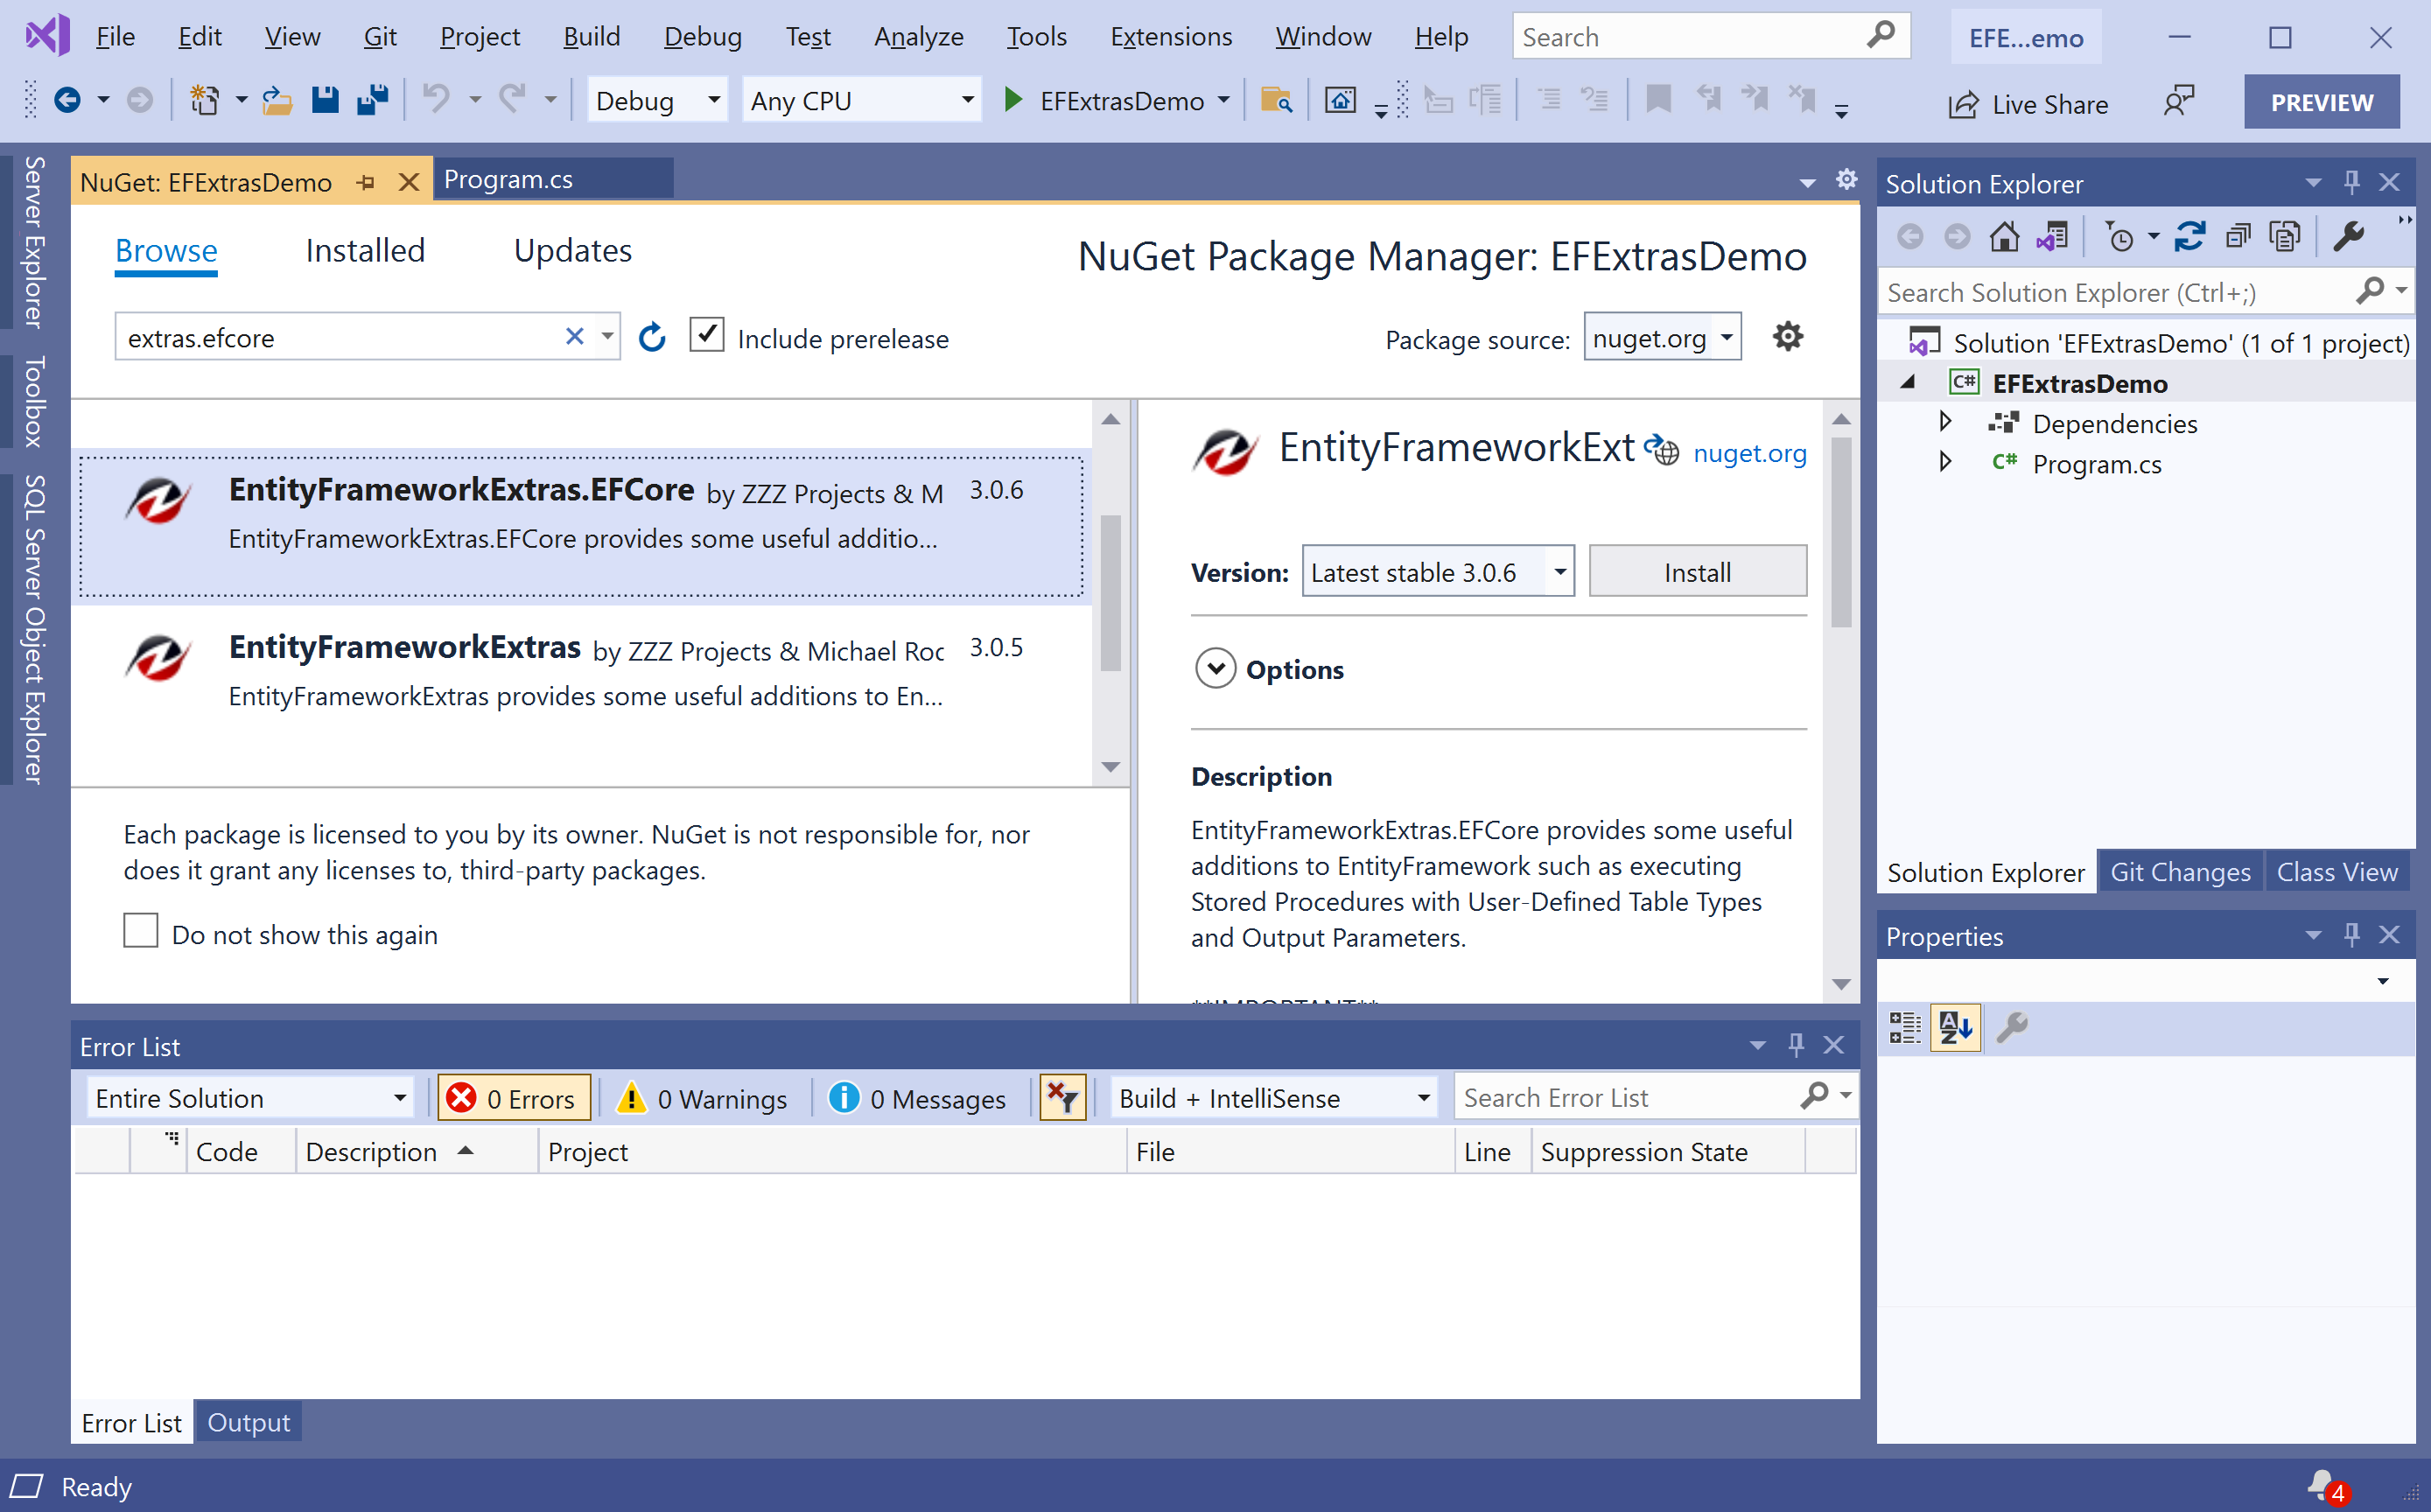 File Edit View Git Project Build Debug Test Analyze Tools Extensions Window Help Search EFE...emo
Debug Any CPU EFExtrasDemo Live Share PREVIEW
Server Explorer
Toolbox
SQL Server Object Explorer
NuGet: EFExtrasDemo Program.cs
Browse Installed Updates NuGet Package Manager: EFExtrasDemo
extras.efcore Include prerelease Package source: nuget.org
EntityFrameworkExtras.EFCore by ZZZ Projects & M 3.0.6
EntityFrameworkExtras.EFCore provides some useful additio...
EntityFrameworkExtras by ZZZ Projects & Michael Roc 3.0.5
EntityFrameworkExtras provides some useful additions to En...
Each package is licensed to you by its owner. NuGet is not responsible for, nor
does it grant any licenses to, third-party packages.
Do not show this again
EntityFrameworkExt nuget.org
Version: Latest stable 3.0.6 Install
Options
Description
EntityFrameworkExtras.EFCore provides some useful
additions to EntityFramework such as executing
Stored Procedures with User-Defined Table Types
and Output Parameters.
Solution Explorer
Search Solution Explorer (Ctrl+;)
Solution 'EFExtrasDemo' (1 of 1 project)
C# EFExtrasDemo
Dependencies
C# Program.cs
Solution Explorer Git Changes Class View
Properties
Error List
Entire Solution 0 Errors 0 Warnings 0 Messages Build + IntelliSense Search Error List
Code Description Project File Line Suppression State
Error List Output
Ready 4